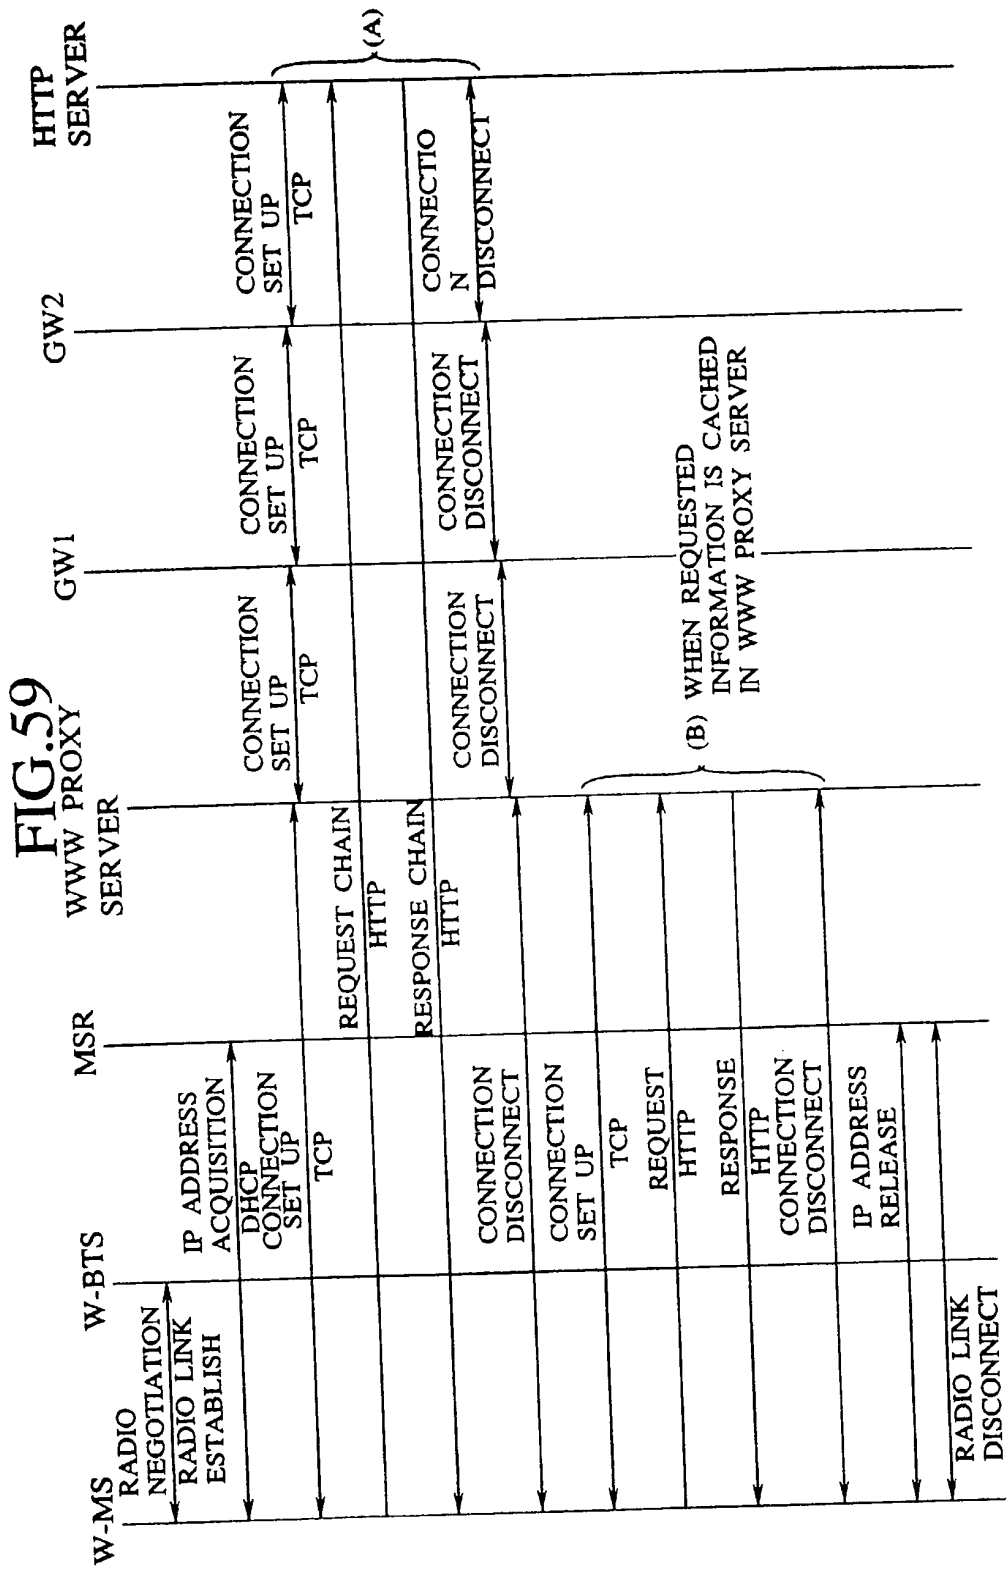 FIG.59
W-MS
W-BTS
MSR
WWW PROXY
SERVER
GW1
GW2
HTTP
SERVER
RADIO
NEGOTIATION
RADIO LINK
ESTABLISH
IP ADDRESS
ACQUISITION
DHCP
CONNECTION
SET UP
TCP
CONNECTION
SET UP
TCP
CONNECTION
SET UP
TCP
CONNECTION
SET UP
TCP
REQUEST CHAIN
HTTP
RESPONSE CHAIN
HTTP
(A)
CONNECTIO
N
DISCONNECT
CONNECTION
DISCONNECT
CONNECTION
DISCONNECT
CONNECTION
DISCONNECT
CONNECTION
SET UP
TCP
REQUEST
HTTP
RESPONSE
HTTP
CONNECTION
DISCONNECT
(B) WHEN REQUESTED
INFORMATION IS CACHED
IN WWW PROXY SERVER
IP ADDRESS
RELEASE
RADIO LINK
DISCONNECT